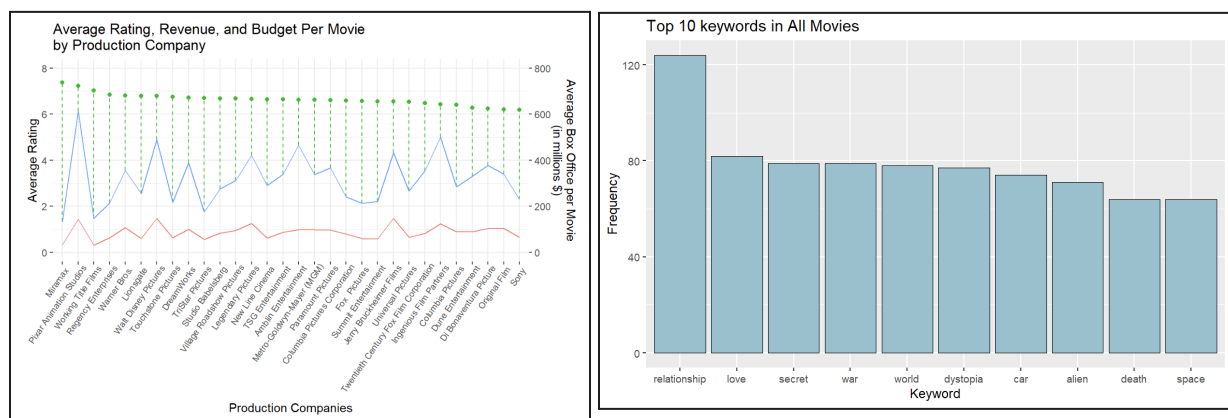 Average Rating, Revenue, and Budget Per Movie
by Production Company
8
6
4
2
0
Average Rating
800
600
400
200
0
Average Box Office per Movie
(in millions $)
Miramax
Pixar Animation Studios
Working Title Films
Regency Enterprises
Warner Bros.
Lionsgate
Walt Disney Pictures
Touchstone Pictures
DreamWorks
TriStar Pictures
Studio Babelsberg
Village Roadshow Pictures
Legendary Pictures
New Line Cinema
TSG Entertainment
Amblin Entertainment
Metro-Goldwyn-Mayer (MGM)
Paramount Pictures
Columbia Pictures Corporation
Fox Pictures
Summit Entertainment
Jerry Bruckheimer Films
Universal Pictures
Twentieth Century Fox Film Corporation
Ingenious Film Partners
Columbia Pictures
Dune Entertainment
Di Bonaventura Picture
Original Film
Sony
Production Companies
Top 10 keywords in All Movies
120
80
40
0
Frequency
relationship love secret war world dystopia car alien death space
Keyword